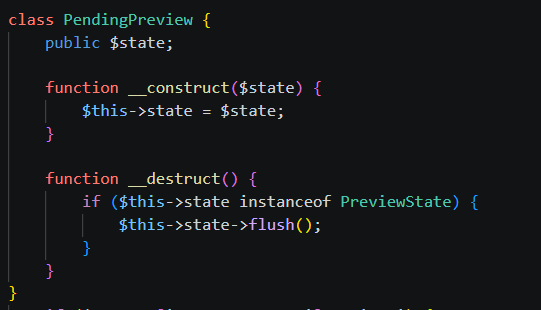 class PendingPreview {
    public $state;

    function __construct($state) {
        $this->state = $state;
    }

    function __destruct() {
        if ($this->state instanceof PreviewState) {
            $this->state->flush();
        }
    }
}